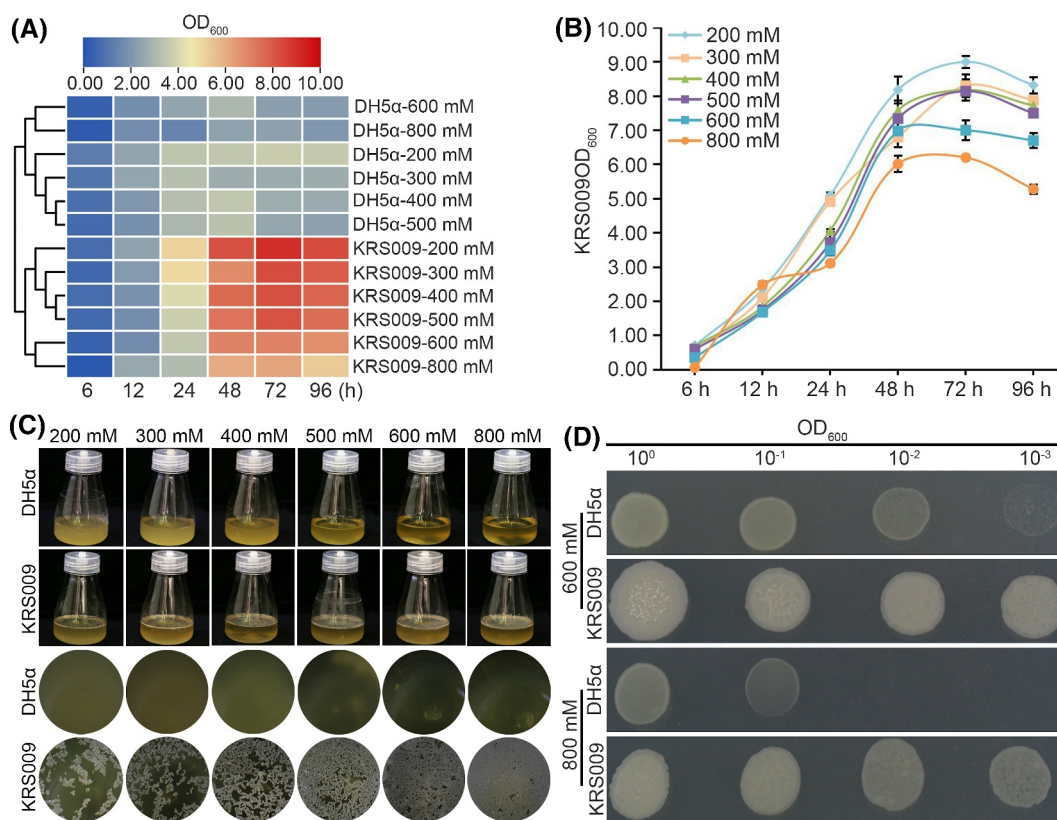 (A)
OD600
0.00 2.00 4.00 6.00 8.00 10.00
DH5α-600 mM
DH5α-800 mM
DH5α-200 mM
DH5α-300 mM
DH5α-400 mM
DH5α-500 mM
KRS009-200 mM
KRS009-300 mM
KRS009-400 mM
KRS009-500 mM
KRS009-600 mM
KRS009-800 mM
6 12 24 48 72 96 (h)
(B)
KRS009OD600
10.00
9.00
8.00
7.00
6.00
5.00
4.00
3.00
2.00
1.00
0.00
200 mM
300 mM
400 mM
500 mM
600 mM
800 mM
6 h 12 h 24 h 48 h 72 h 96 h
(C)
200 mM 300 mM 400 mM 500 mM 600 mM 800 mM
DH5α
KRS009
DH5α
KRS009
(D)
OD600
10⁰ 10⁻¹ 10⁻² 10⁻³
600 mM
DH5α
KRS009
800 mM
DH5α
KRS009